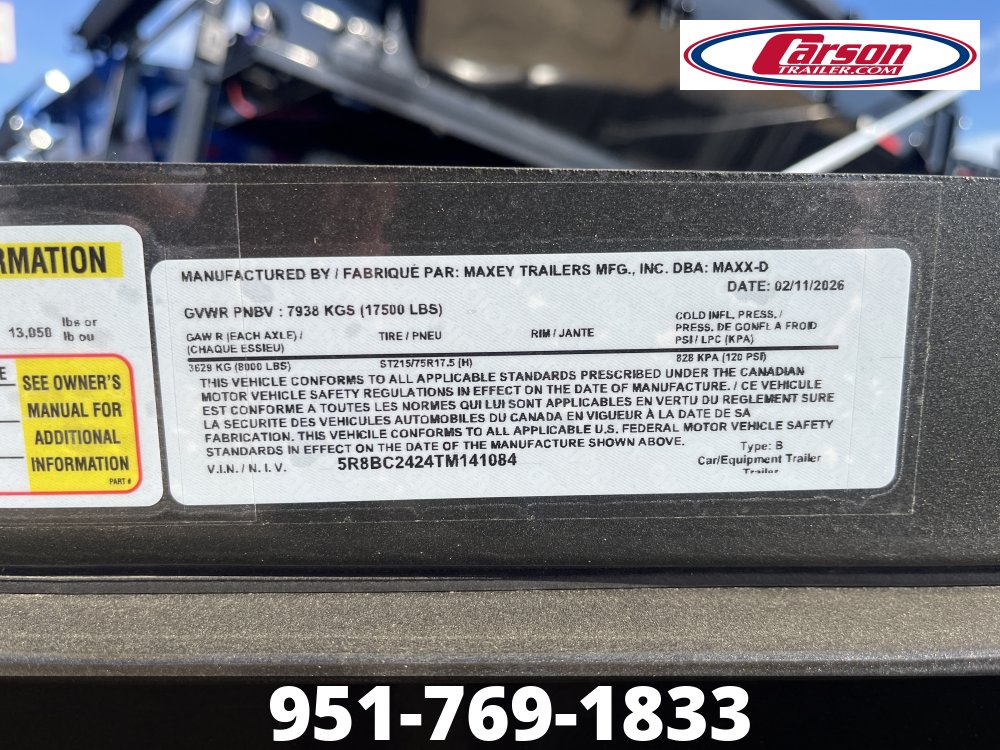 Carson
TRAILER.COM
RMATION
13,058 lbs or
lb ou
E
SEE OWNER'S
MANUAL FOR
ADDITIONAL
INFORMATION
PART #
MANUFACTURED BY / FABRIQUÉ PAR: MAXEY TRAILERS MFG., INC. DBA: MAXX-D
DATE: 02/11/2026
GVWR PNBV : 7938 KGS (17500 LBS)
GAWR (EACH AXLE) / TIRE / PNEU RIM / JANTE COLD INFL. PRESS. /
(CHAQUE ESSIEU) PRESS. DE GONFLA FROID
PSI / LPC (KPA)
3629 KG (8000 LBS) ST215/75R17.5 (H) 828 KPA (120 PSI)
THIS VEHICLE CONFORMS TO ALL APPLICABLE STANDARDS PRESCRIBED UNDER THE CANADIAN
MOTOR VEHICLE SAFETY REGULATIONS IN EFFECT ON THE DATE OF MANUFACTURE. / CE VEHICULE
EST CONFORME A TOUTES LES NORMES QUI LUI SONT APPLICABLES EN VERTU DU REGLEMENT SURE
LA SECURITE DES VEHICULES AUTOMOBILES DU CANADA EN VIGUEUR À LA DATE DE SA
FABRICATION. THIS VEHICILE CONFORMS TO ALL APPLICABLE U.S. FEDERAL MOTOR VEHICLE SAFETY
STANDARDS IN EFFECT ON THE DATE OF THE MANUFACTURE SHOWN ABOVE.
V.I.N. / N. I. V. 5R8BC2424TM141084 Type: B
Car/Equipment Trailer
Trailer
951-769-1833